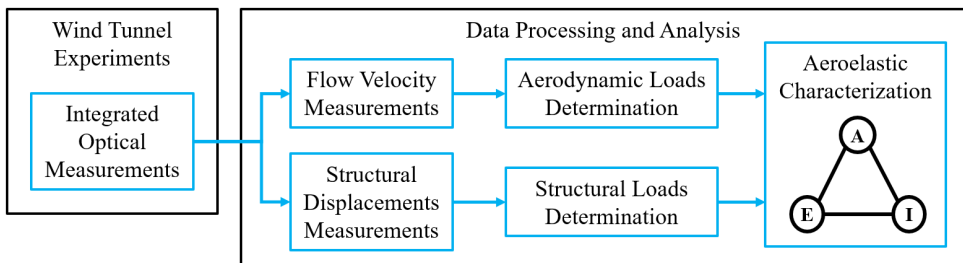 Wind Tunnel
Experiments
Integrated
Optical
Measurements
Data Processing and Analysis
Flow Velocity
Measurements
Aerodynamic Loads
Determination
Structural
Displacements
Measurements
Structural Loads
Determination
Aeroelastic
Characterization
A
E
I